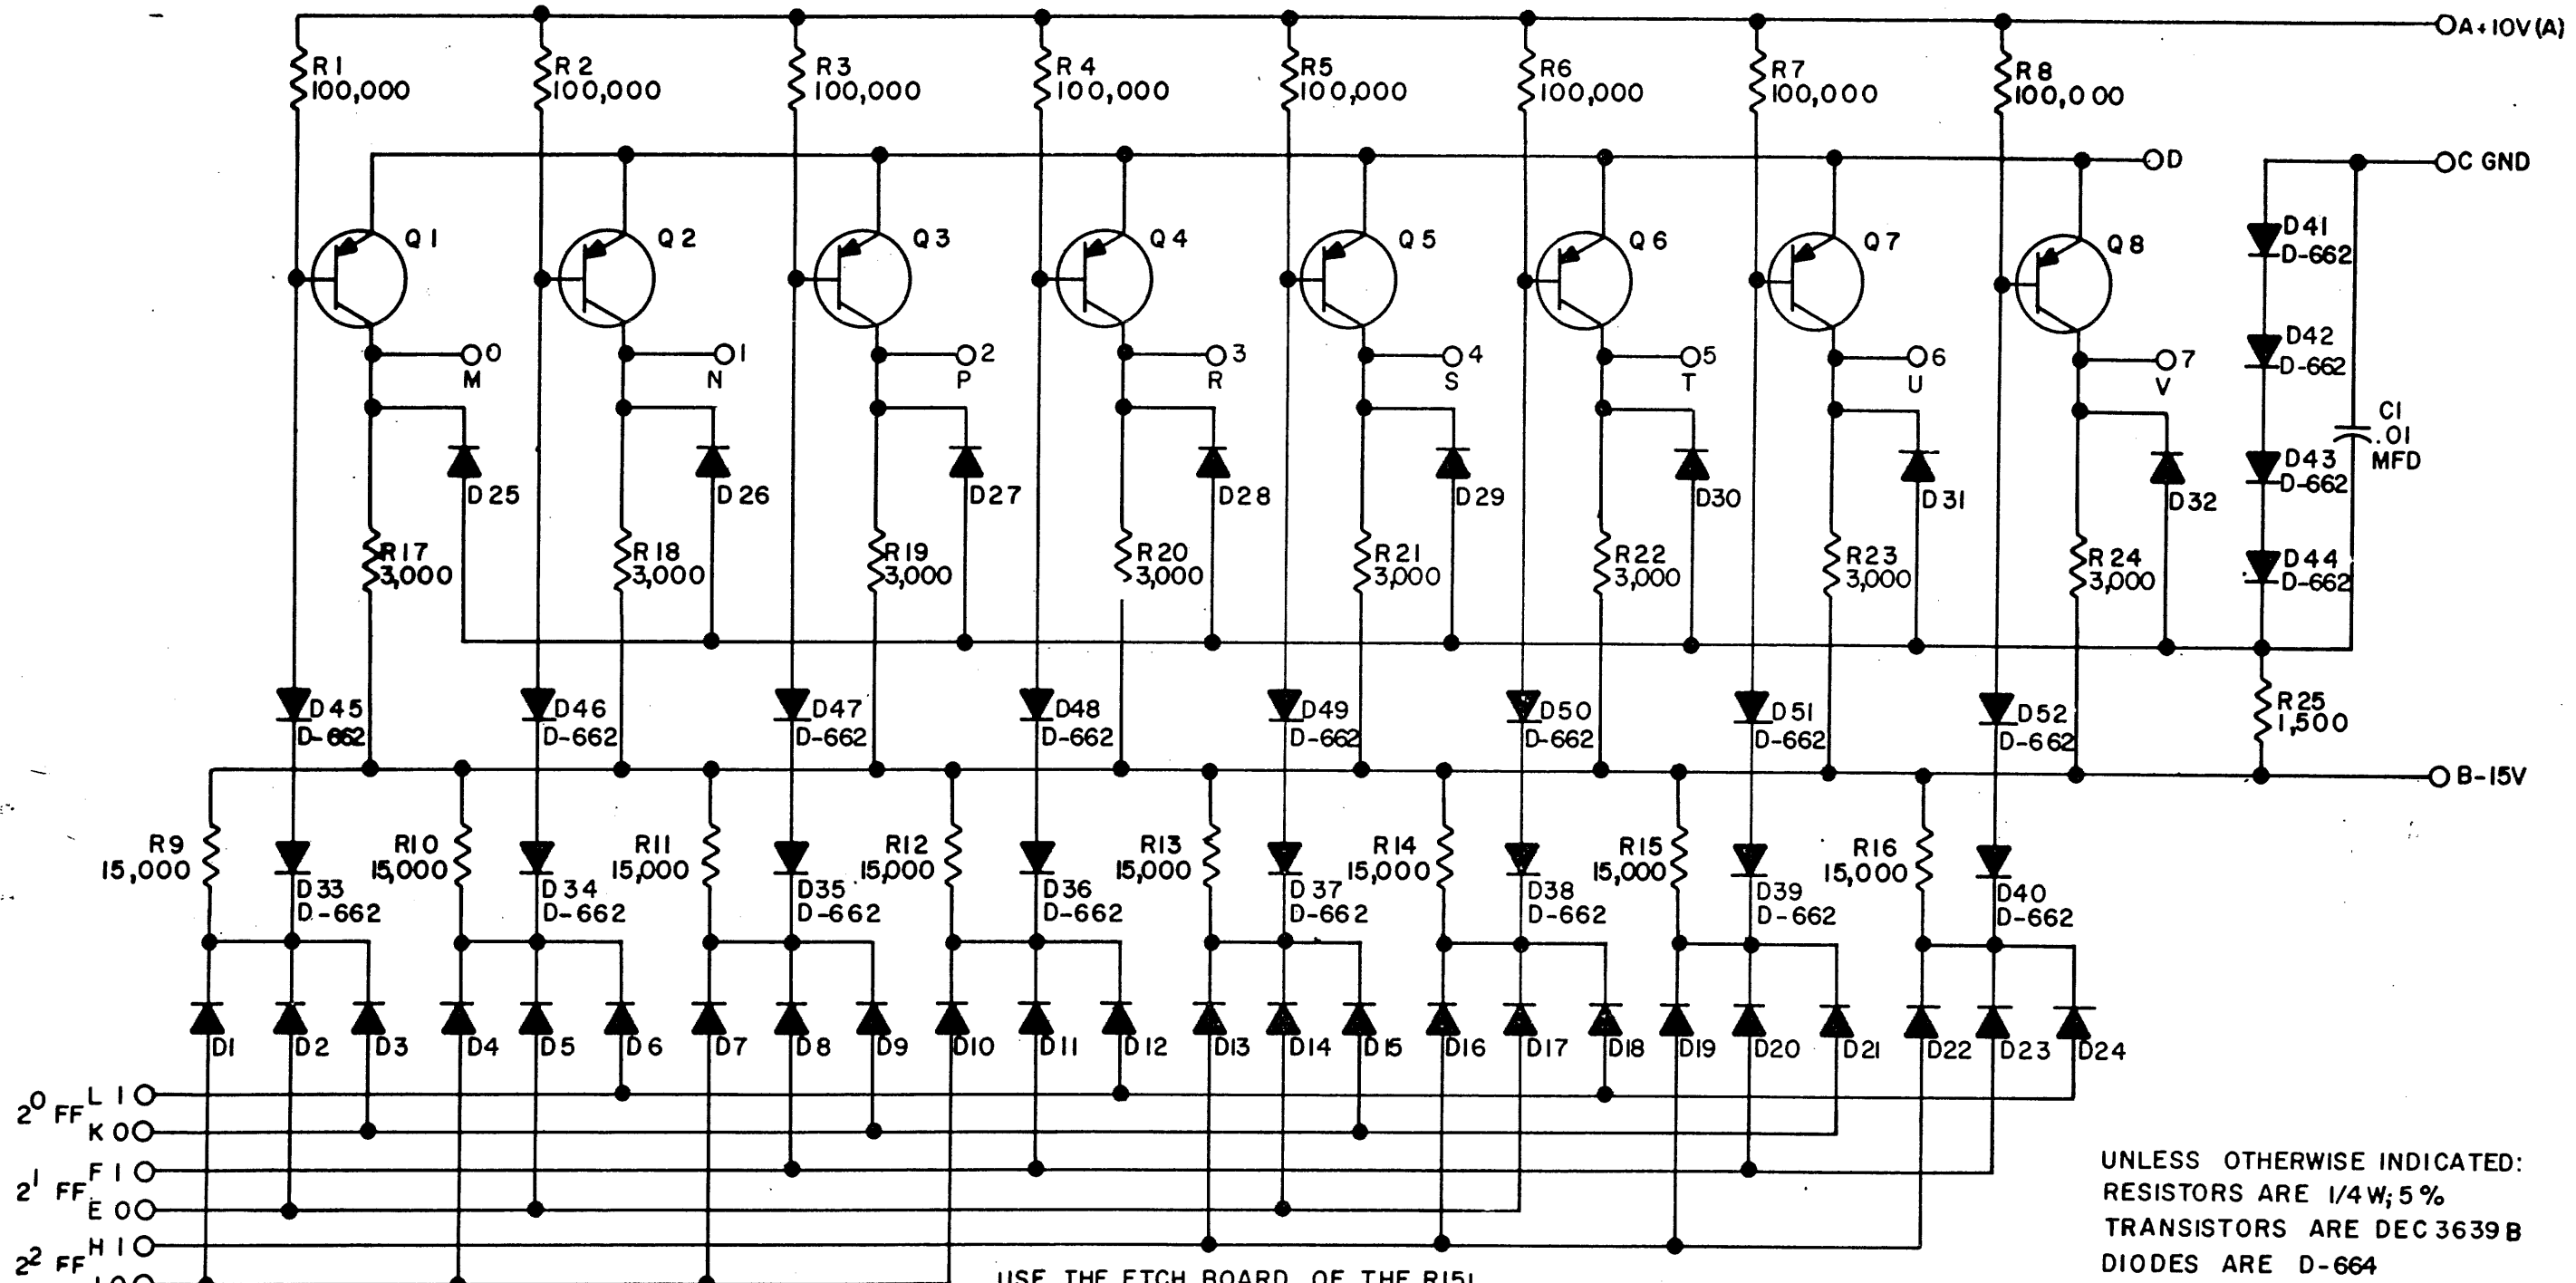 A+10V(A)
R1
100,000
R2
100,000
R3
100,000
R4
100,000
R5
100,000
R6
100,000
R7
100,000
R8
100,000
D
C GND
Q1
Q2
Q3
Q4
Q5
Q6
Q7
Q8
D41
D-662
D42
D-662
D43
D-662
D44
D-662
C1
.01
MFD
0
M
1
N
2
P
3
R
4
S
5
T
6
U
7
V
D25
D26
D27
D28
D29
D30
D31
D32
R17
3,000
R18
3,000
R19
3,000
R20
3,000
R21
3,000
R22
3,000
R23
3,000
R24
3,000
D45
D-662
D46
D-662
D47
D-662
D48
D-662
D49
D-662
D50
D-662
D51
D-662
D52
D-662
R25
1,500
B-15V
R9
15,000
R10
15,000
R11
15,000
R12
15,000
R13
15,000
R14
15,000
R15
15,000
R16
15,000
D33
D-662
D34
D-662
D35
D-662
D36
D-662
D37
D-662
D38
D-662
D39
D-662
D40
D-662
D1
D2
D3
D4
D5
D6
D7
D8
D9
D10
D11
D12
D13
D14
D15
D16
D17
D18
D19
D20
D21
D22
D23
D24
2⁰ FF
L 1
K 0
2¹ FF
F 1
E 0
2² FF
H 1
USE THE ETCH BOARD OF THE R151
UNLESS OTHERWISE INDICATED:
RESISTORS ARE 1/4W; 5%
TRANSISTORS ARE DEC 3639B
DIODES ARE D-664